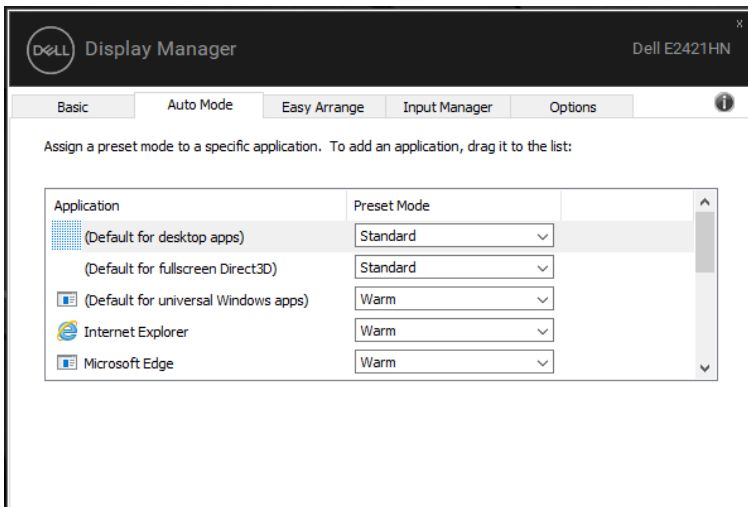 x
DELL Display Manager Dell E2421HN
Basic Auto Mode Easy Arrange Input Manager Options
Assign a preset mode to a specific application. To add an application, drag it to the list:
Application Preset Mode
(Default for desktop apps) Standard
(Default for fullscreen Direct3D) Standard
(Default for universal Windows apps) Warm
Internet Explorer Warm
Microsoft Edge Warm